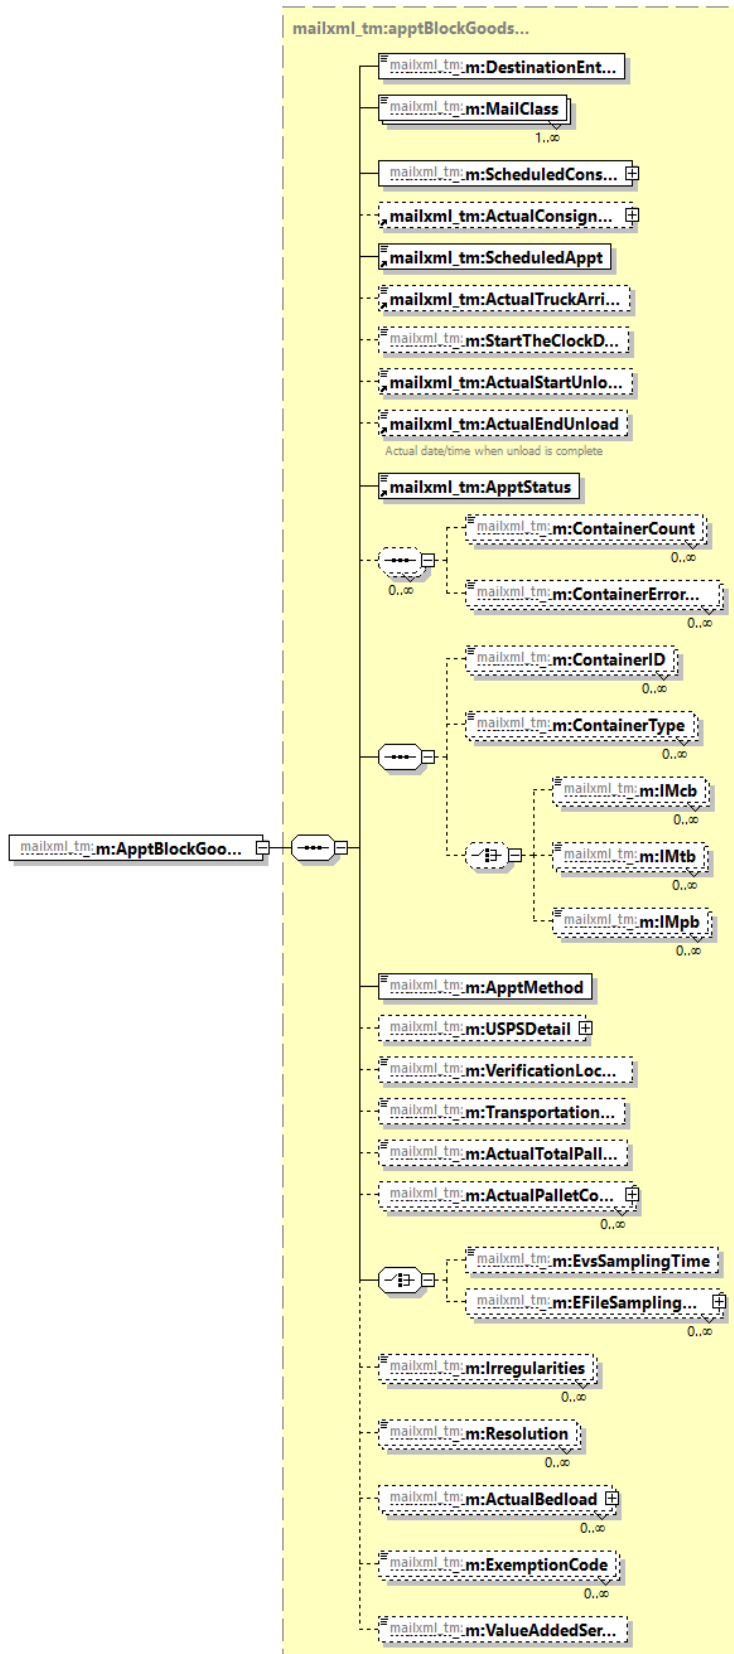 mailxml_tm:apptBlockGoods...
mailxml_tm:m:DestinationEnt...
mailxml_tm:m:MailClass
1..∞
mailxml_tm:m:ScheduledCons...
mailxml_tm:ActualConsign...
mailxml_tm:ScheduledAppt
mailxml_tm:ActualTruckArri...
mailxml_tm:m:StartTheClockD...
mailxml_tm:ActualStartUnlo...
mailxml_tm:ActualEndUnload
Actual date/time when unload is complete
mailxml_tm:ApptStatus
mailxml_tm:m:ContainerCount
0..∞
mailxml_tm:m:ContainerError...
0..∞
0..∞
mailxml_tm:m:ContainerID
0..∞
mailxml_tm:m:ContainerType
0..∞
mailxml_tm:m:IMcb
0..∞
mailxml_tm:m:ApptBlockGoo...
mailxml_tm:m:IMtb
0..∞
mailxml_tm:m:IMpb
0..∞
mailxml_tm:m:ApptMethod
mailxml_tm:m:USPSDetail
mailxml_tm:m:VerificationLoc...
mailxml_tm:m:Transportation...
mailxml_tm:m:ActualTotalPall...
mailxml_tm:m:ActualPalletCo...
0..∞
mailxml_tm:m:EvsSamplingTime
mailxml_tm:m:EFileSampling...
0..∞
mailxml_tm:m:Irregularities
0..∞
mailxml_tm:m:Resolution
0..∞
mailxml_tm:m:ActualBedload
0..∞
mailxml_tm:m:ExemptionCode
0..∞
mailxml_tm:m:ValueAddedSer...